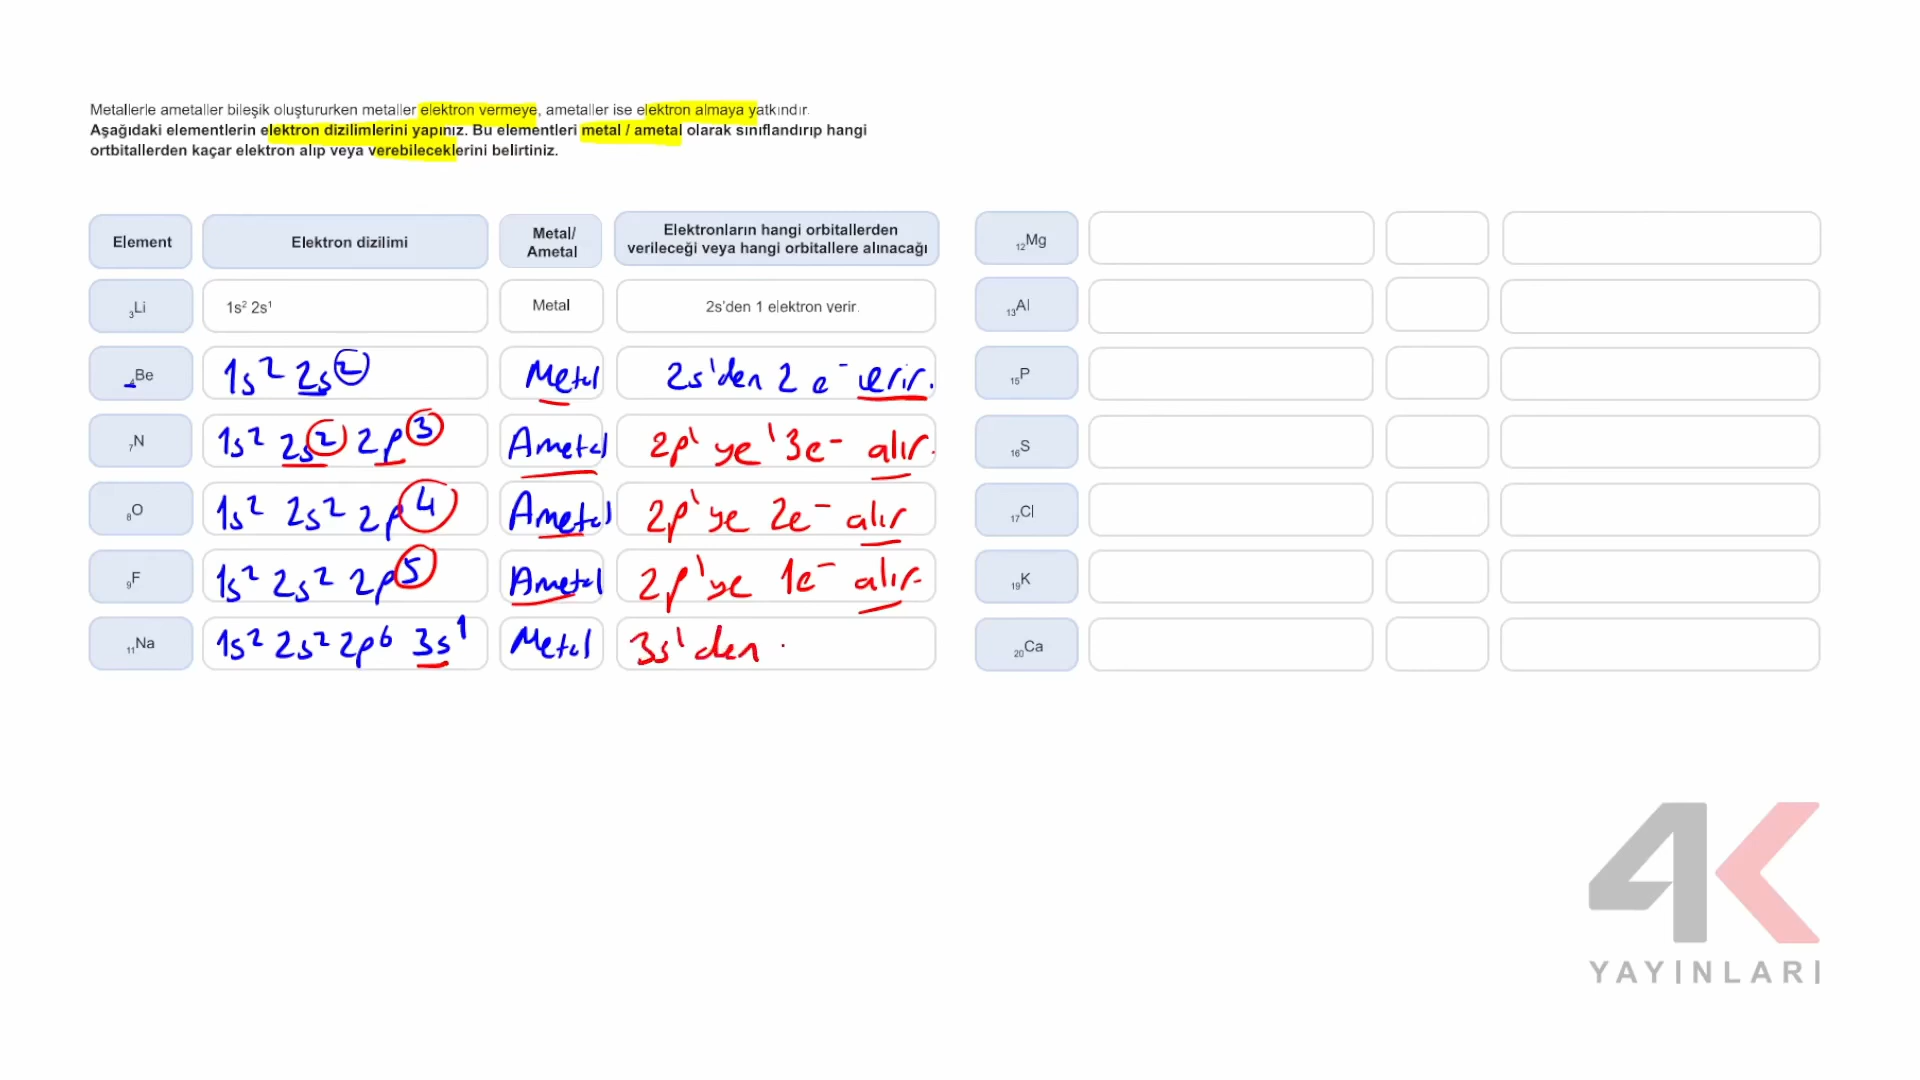 Metallerle ametaller bileşik oluştururken metaller elektron vermeye, ametaller ise elektron almaya yatkındır.
Aşağıdaki elementlerin elektron dizilimlerini yapınız. Bu elementleri metal / ametal olarak sınıflandırıp hangi
ortbitallerden kaçar elektron alıp veya verebileceklerini belirtiniz.
Element Elektron dizilimi Metal/ Ametal Elektronların hangi orbitallerden verileceği veya hangi orbitallere alınacağı
₃Li 1s² 2s¹ Metal 2s'den 1 elektron verir.
₄Be 1s² 2s² Metal 2s'den 2 e⁻ verir.
₇N 1s² 2s² 2p³ Ametal 2p'ye 3e⁻ alır.
₈O 1s² 2s² 2p⁴ Ametal 2p'ye 2e⁻ alır
₉F 1s² 2s² 2p⁵ Ametal 2p'ye 1e⁻ alır.
₁₁Na 1s² 2s² 2p⁶ 3s¹ Metal 3s'den
₁₂Mg
₁₃Al
₁₅P
₁₆S
₁₇Cl
₁₉K
₂₀Ca
4K
YAYINLARI